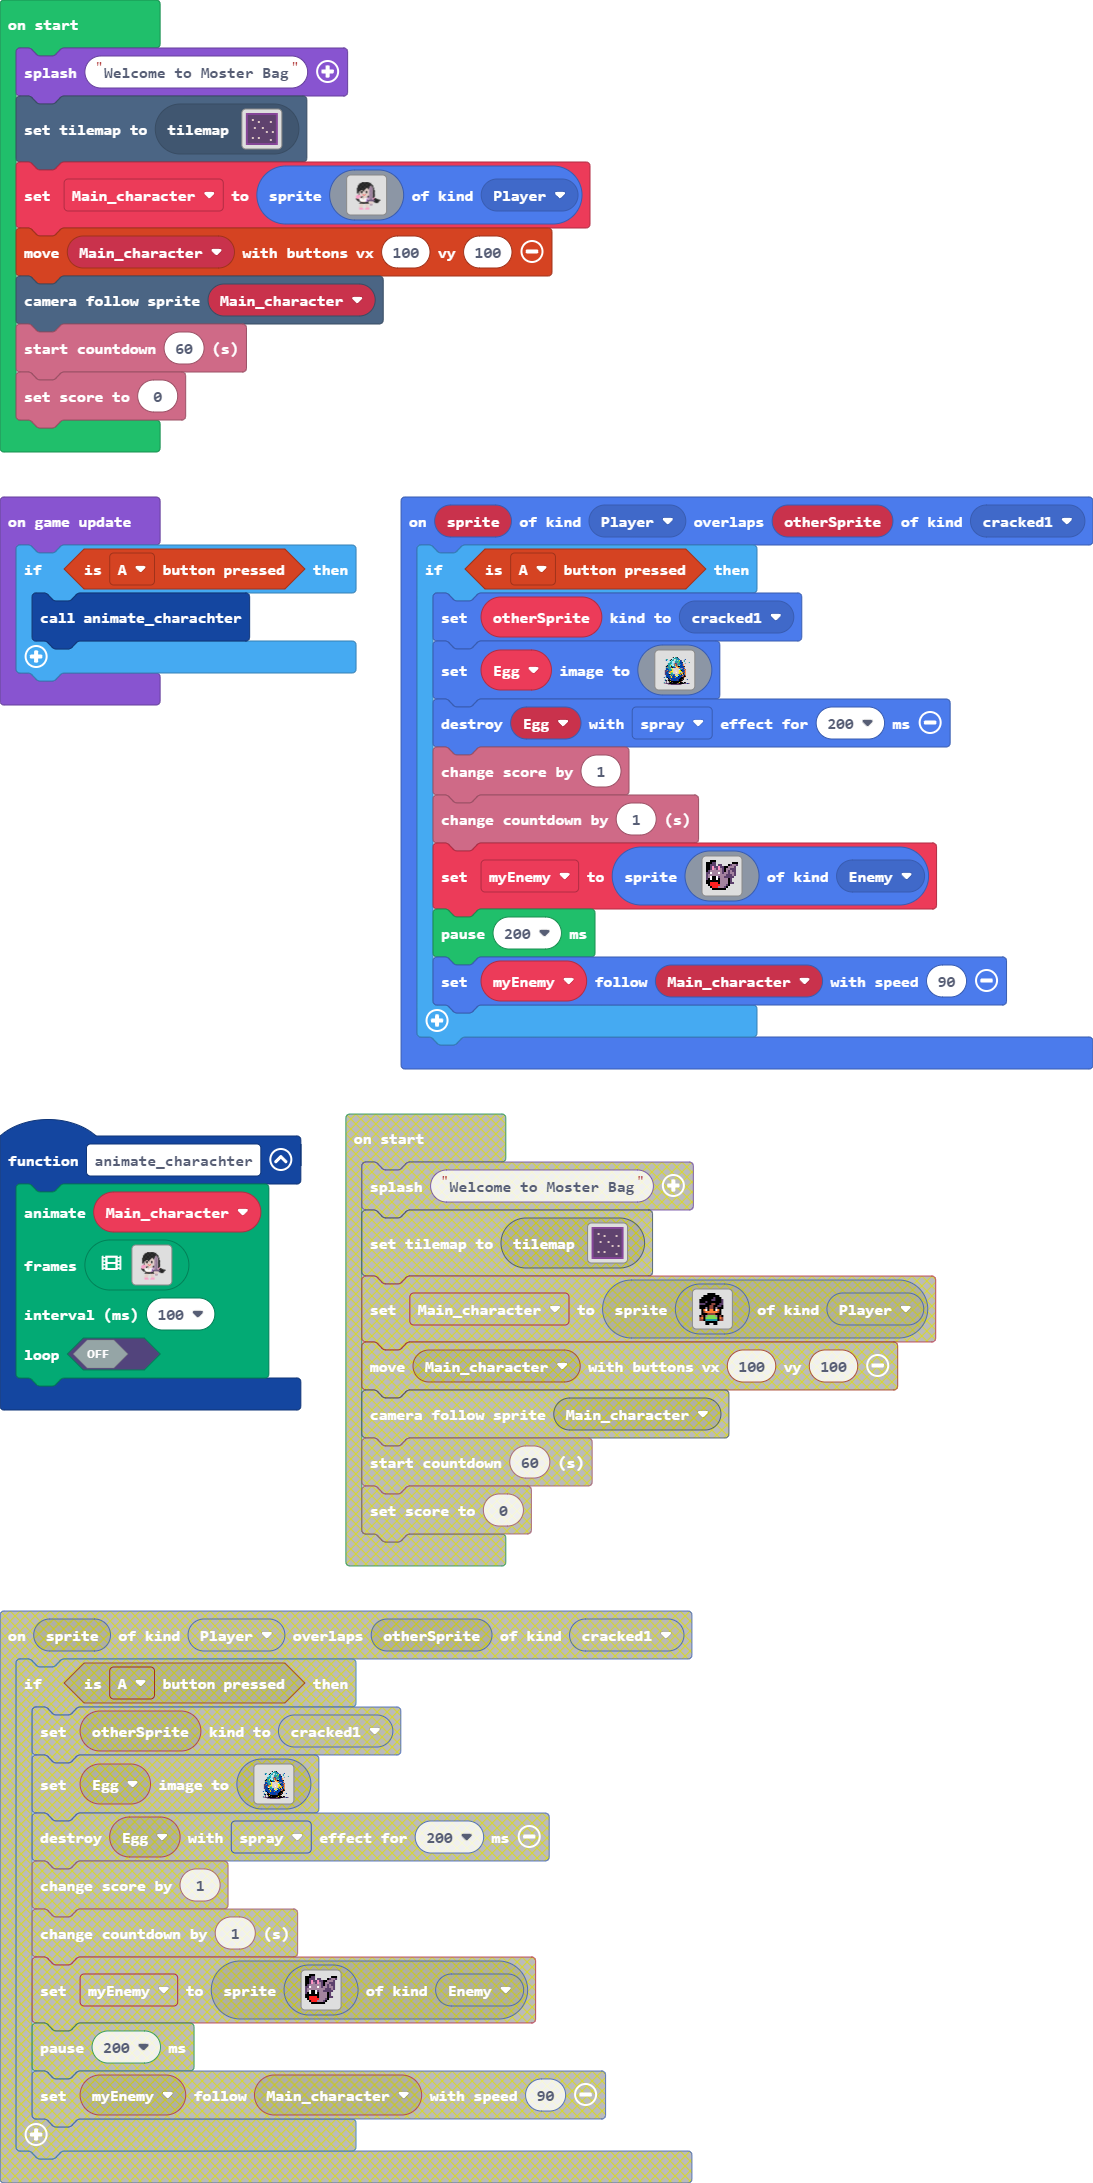 on start
splash "Welcome to Moster Bag"
set tilemap to tilemap
set Main_character to sprite of kind Player
move Main_character with buttons vx 100 vy 100
camera follow sprite Main_character
start countdown 60 (s)
set score to 0
on game update
if is A button pressed then
call animate_charachter
on sprite of kind Player overlaps otherSprite of kind cracked1
if is A button pressed then
set otherSprite kind to cracked1
set Egg image to
destroy Egg with spray effect for 200 ms
change score by 1
change countdown by 1 (s)
set myEnemy to sprite of kind Enemy
pause 200 ms
set myEnemy follow Main_character with speed 90
function animate_charachter
animate Main_character
frames
interval (ms) 100
loop OFF
on start
splash "Welcome to Moster Bag"
set tilemap to tilemap
set Main_character to sprite of kind Player
move Main_character with buttons vx 100 vy 100
camera follow sprite Main_character
start countdown 60 (s)
set score to 0
on sprite of kind Player overlaps otherSprite of kind cracked1
if is A button pressed then
set otherSprite kind to cracked1
set Egg image to
destroy Egg with spray effect for 200 ms
change score by 1
change countdown by 1 (s)
set myEnemy to sprite of kind Enemy
pause 200 ms
set myEnemy follow Main_character with speed 90